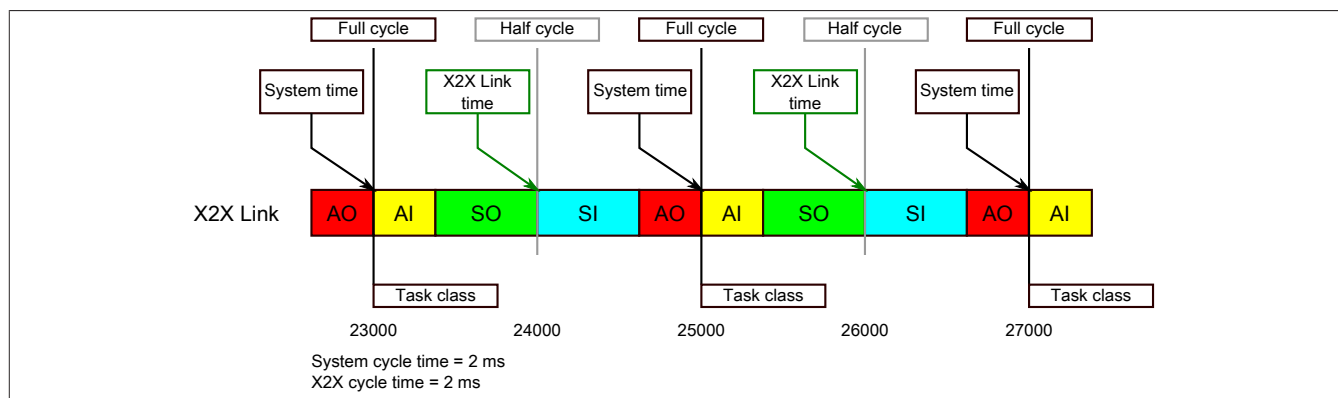 Full cycle
Half cycle
Full cycle
Half cycle
Full cycle
System time
X2X Link
time
System time
X2X Link
time
System time
X2X Link
AO
AI
SO
SI
AO
AI
SO
SI
AO
AI
Task class
Task class
Task class
23000
24000
25000
26000
27000
System cycle time = 2 ms
X2X cycle time = 2 ms